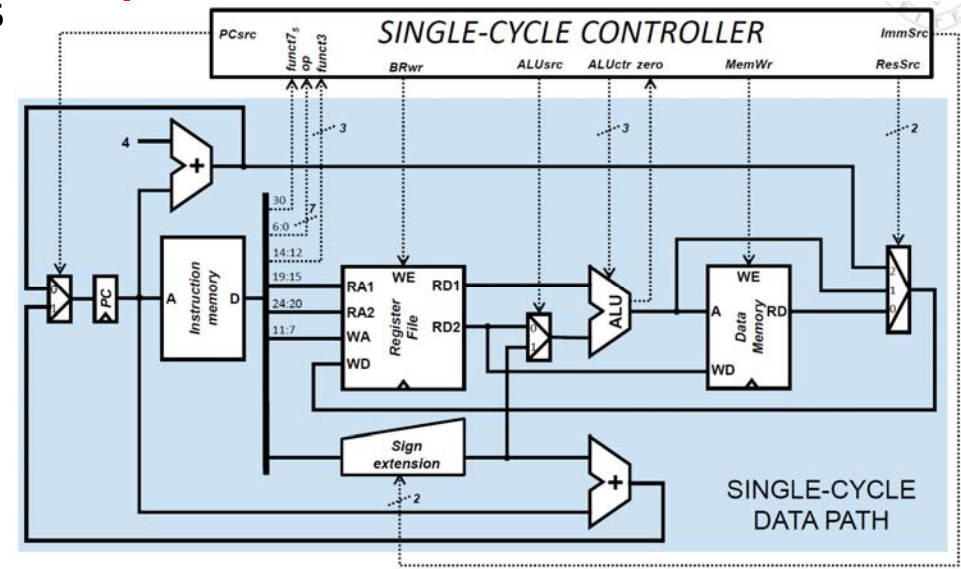 5
SINGLE-CYCLE CONTROLLER
PCsrc
funct7₅
op
funct3
BRwr
ALUsrc
ALUctr
zero
MemWr
ImmSrc
ResSrc
3
3
2
4
+
30
7
6:0
14:12
19:15
24:20
11:7
0
1
PC
A
Instruction
memory
D
WE
RA1
RA2
WA
WD
Register
File
RD1
RD2
0
1
ALU
WE
A
RD
Data
Memory
WD
2
1
0
Sign
extension
2
+
SINGLE-CYCLE
DATA PATH